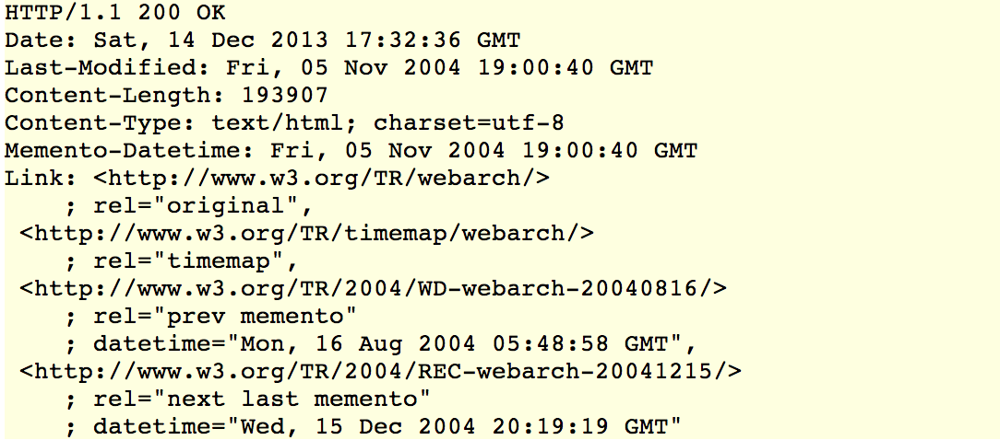 HTTP/1.1 200 OK
Date: Sat, 14 Dec 2013 17:32:36 GMT
Last-Modified: Fri, 05 Nov 2004 19:00:40 GMT
Content-Length: 193907
Content-Type: text/html; charset=utf-8
Memento-Datetime: Fri, 05 Nov 2004 19:00:40 GMT
Link: <http://www.w3.org/TR/webarch/>
    ; rel="original",
 <http://www.w3.org/TR/timemap/webarch/>
    ; rel="timemap",
 <http://www.w3.org/TR/2004/WD-webarch-20040816/>
    ; rel="prev memento"
    ; datetime="Mon, 16 Aug 2004 05:48:58 GMT",
 <http://www.w3.org/TR/2004/REC-webarch-20041215/>
    ; rel="next last memento"
    ; datetime="Wed, 15 Dec 2004 20:19:19 GMT"